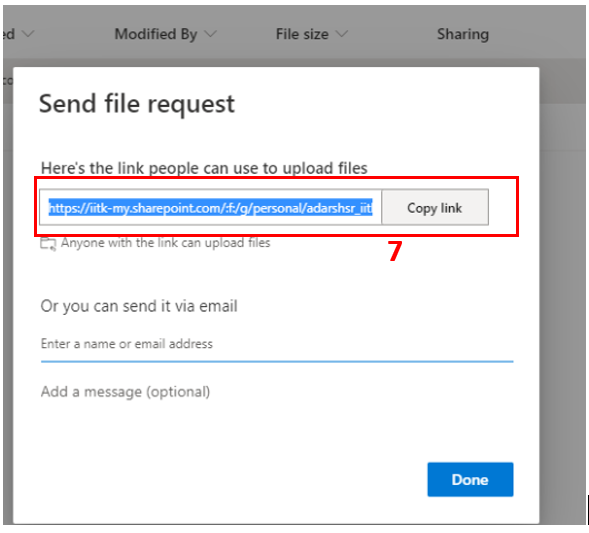 ed Modified By File size Sharing
co
Send file request
Here's the link people can use to upload files
https://iitk-my.sharepoint.com/:f:/g/personal/adarshsr_iit Copy link
Anyone with the link can upload files
7
Or you can send it via email
Enter a name or email address
Add a message (optional)
Done